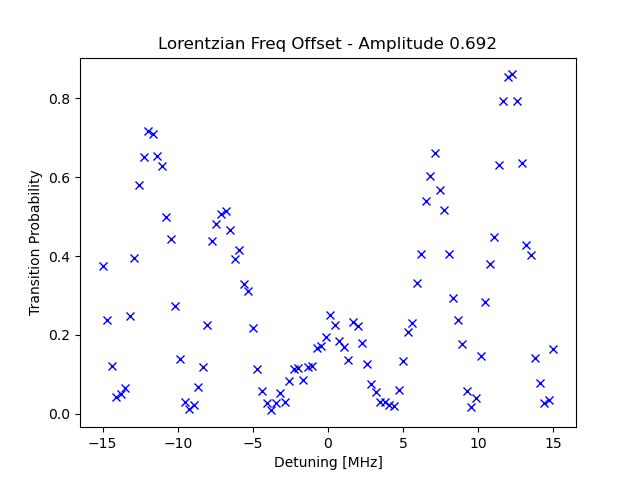 Lorentzian Freq Offset - Amplitude 0.692
Transition Probability
0.8
0.6
0.4
0.2
0.0
−15 −10 −5 0 5 10 15
Detuning [MHz]